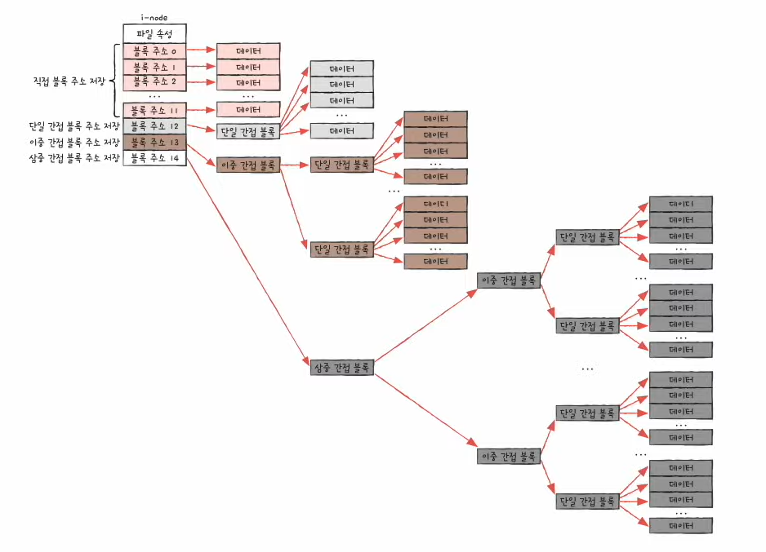 i-node
파일 속성
블록 주소 0
블록 주소 1
블록 주소 2
...
블록 주소 11
블록 주소 12
블록 주소 13
블록 주소 14
직접 블록 주소 저장
단일 간접 블록 주소 저장
이중 간접 블록 주소 저장
삼중 간접 블록 주소 저장
데이터
데이터
데이터
...
데이터
단일 간접 블록
데이터
데이터
데이터
...
데이터
이중 간접 블록
단일 간접 블록
데이터
데이터
데이터
...
데이터
...
단일 간접 블록
데이터
데이터
데이터
...
데이터
삼중 간접 블록
이중 간접 블록
단일 간접 블록
데이터
데이터
데이터
...
데이터
...
단일 간접 블록
데이터
데이터
데이터
...
데이터
...
이중 간접 블록
단일 간접 블록
데이터
데이터
데이터
...
데이터
...
단일 간접 블록
데이터
데이터
데이터
...
데이터